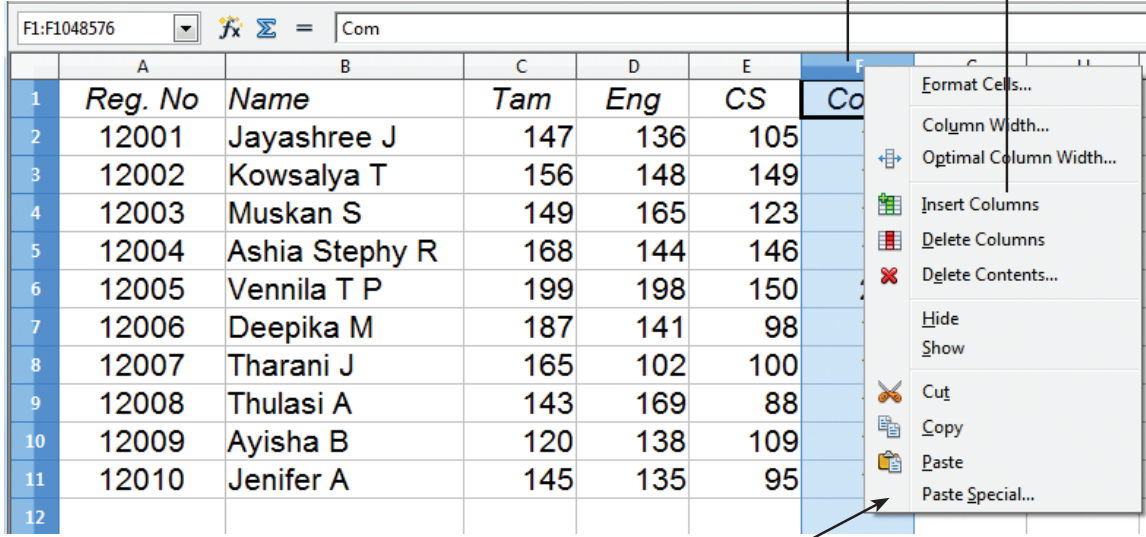 F1:F1048576 fx Σ = Com
A B C D E F G H
1 Reg. No Name Tam Eng CS Co
2 12001 Jayashree J 147 136 105
3 12002 Kowsalya T 156 148 149
4 12003 Muskan S 149 165 123
5 12004 Ashia Stephy R 168 144 146
6 12005 Vennila T P 199 198 150
7 12006 Deepika M 187 141 98
8 12007 Tharani J 165 102 100
9 12008 Thulasi A 143 169 88
10 12009 Ayisha B 120 138 109
11 12010 Jenifer A 145 135 95
12
Format Cells...
Column Width...
Optimal Column Width...
Insert Columns
Delete Columns
Delete Contents...
Hide
Show
Cut
Copy
Paste
Paste Special...